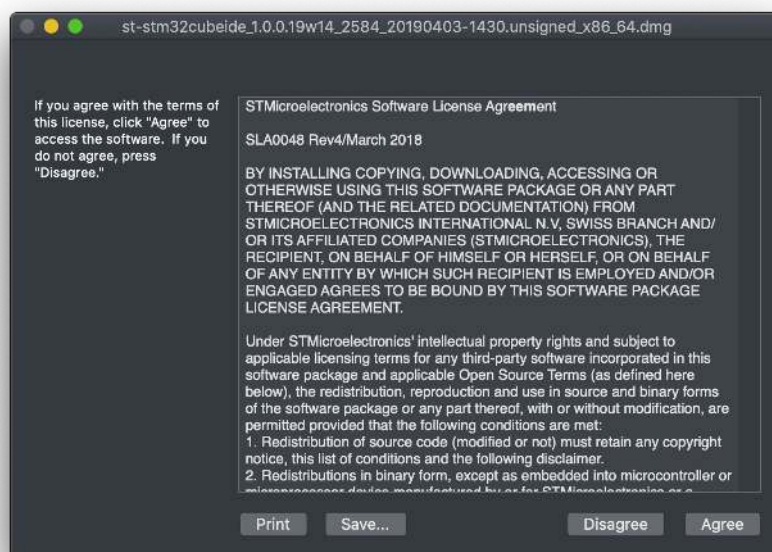 st-stm32cubeide_1.0.0.19w14_2584_20190403-1430.unsigned_x86_64.dmg
If you agree with the terms of
this license, click "Agree" to
access the software.  If you
do not agree, press
"Disagree."
STMicroelectronics Software License Agreement
SLA0048 Rev4/March 2018
BY INSTALLING COPYING, DOWNLOADING, ACCESSING OR
OTHERWISE USING THIS SOFTWARE PACKAGE OR ANY PART
THEREOF (AND THE RELATED DOCUMENTATION) FROM
STMICROELECTRONICS INTERNATIONAL N.V, SWISS BRANCH AND/
OR ITS AFFILIATED COMPANIES (STMICROELECTRONICS), THE
RECIPIENT, ON BEHALF OF HIMSELF OR HERSELF, OR ON BEHALF
OF ANY ENTITY BY WHICH SUCH RECIPIENT IS EMPLOYED AND/OR
ENGAGED AGREES TO BE BOUND BY THIS SOFTWARE PACKAGE
LICENSE AGREEMENT.
Under STMicroelectronics' intellectual property rights and subject to
applicable licensing terms for any third-party software incorporated in this
software package and applicable Open Source Terms (as defined here
below), the redistribution, reproduction and use in source and binary forms
of the software package or any part thereof, with or without modification, are
permitted provided that the following conditions are met:
1. Redistribution of source code (modified or not) must retain any copyright
notice, this list of conditions and the following disclaimer.
2. Redistributions in binary form, except as embedded into microcontroller or
microprocessor device manufactured by or for STMicroelectronics or a
Print
Save...
Disagree
Agree